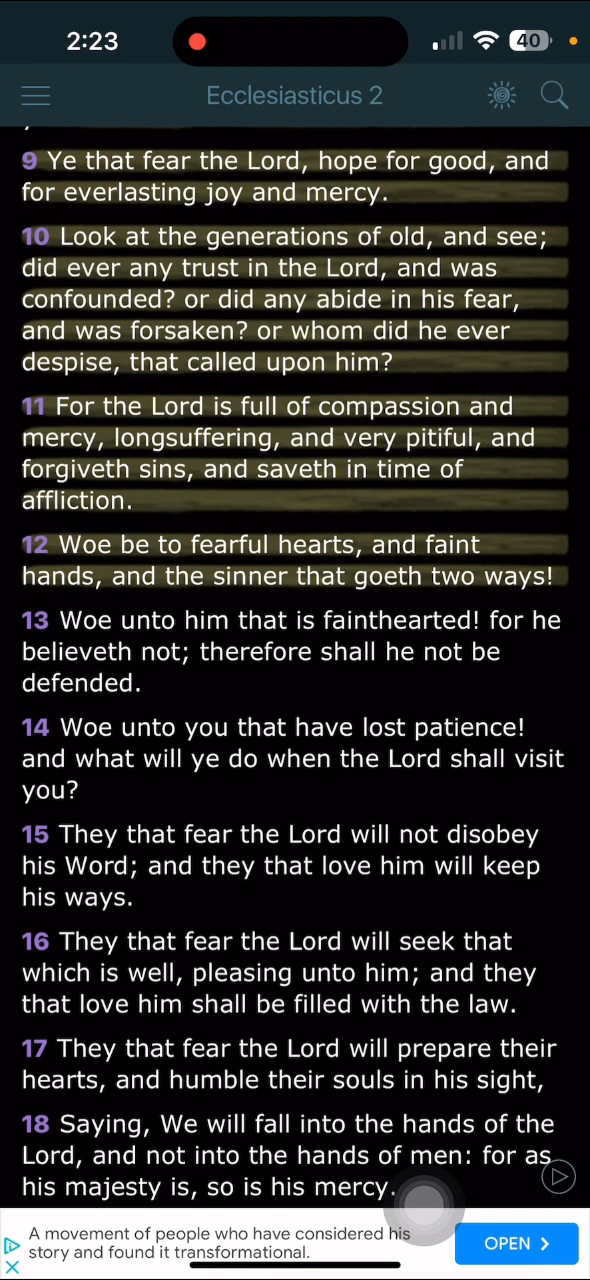 2:23
40
Ecclesiasticus 2
9 Ye that fear the Lord, hope for good, and
for everlasting joy and mercy.
10 Look at the generations of old, and see;
did ever any trust in the Lord, and was
confounded? or did any abide in his fear,
and was forsaken? or whom did he ever
despise, that called upon him?
11 For the Lord is full of compassion and
mercy, longsuffering, and very pitiful, and
forgiveth sins, and saveth in time of
affliction.
12 Woe be to fearful hearts, and faint
hands, and the sinner that goeth two ways!
13 Woe unto him that is fainthearted! for he
believeth not; therefore shall he not be
defended.
14 Woe unto you that have lost patience!
and what will ye do when the Lord shall visit
you?
15 They that fear the Lord will not disobey
his Word; and they that love him will keep
his ways.
16 They that fear the Lord will seek that
which is well, pleasing unto him; and they
that love him shall be filled with the law.
17 They that fear the Lord will prepare their
hearts, and humble their souls in his sight,
18 Saying, We will fall into the hands of the
Lord, and not into the hands of men: for as
his majesty is, so is his mercy.
A movement of people who have considered his
story and found it transformational.
OPEN